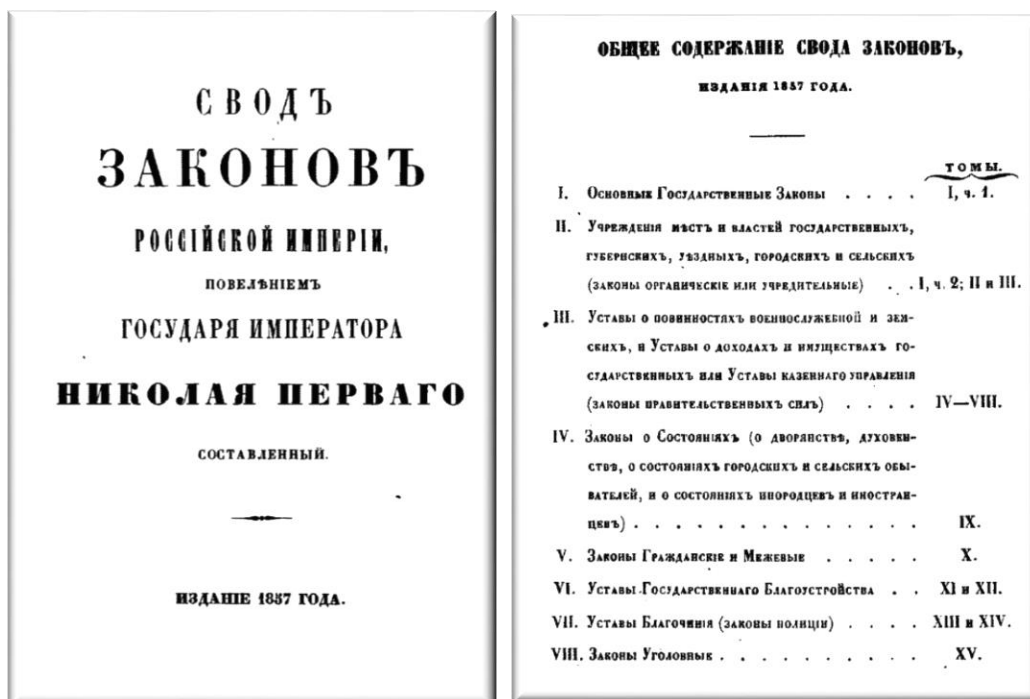 СВОДЪ
ЗАКОНОВЪ
РОССІЙСКОЙ ИМПЕРІИ,
ПОВЕЛѢНІЕМЪ
ГОСУДАРЯ ИМПЕРАТОРА
НИКОЛАЯ ПЕРВАГО
СОСТАВЛЕННЫЙ.
ИЗДАНІЕ 1857 ГОДА.
ОБЩЕЕ СОДЕРЖАНІЕ СВОДА ЗАКОНОВЪ,
ИЗДАНІЯ 1857 ГОДА.
ТОМЫ.
I. Основные Государственные Законы . . . . I, ч. 1.
II. Учрежденія мѣстъ и властей государственныхъ,
губернскихъ, уѣздныхъ, городскихъ и сельскихъ
(законы органическіе или учредительные) . . I, ч. 2; II и III.
III. Уставы о повинностяхъ военнослужебной и зем-
скихъ, и Уставы о доходахъ и имуществахъ го-
сударственныхъ или Уставы казеннаго управленія
(законы правительственныхъ силъ) . . . . IV—VIII.
IV. Законы о Состояніяхъ (о дворянствѣ, духовен-
ствѣ, о состояніяхъ городскихъ и сельскихъ обы-
вателей, и о состояніяхъ инородцевъ и иностран-
цевъ) . . . . . . . . . . . . . IX.
V. Законы Гражданскіе и Межевые . . . . . X.
VI. Уставы Государственнаго Благоустройства . . XI и XII.
VII. Уставы Благочинія (законы полиціи) . . . . XIII и XIV.
VIII. Законы Уголовные . . . . . . . . . . XV.